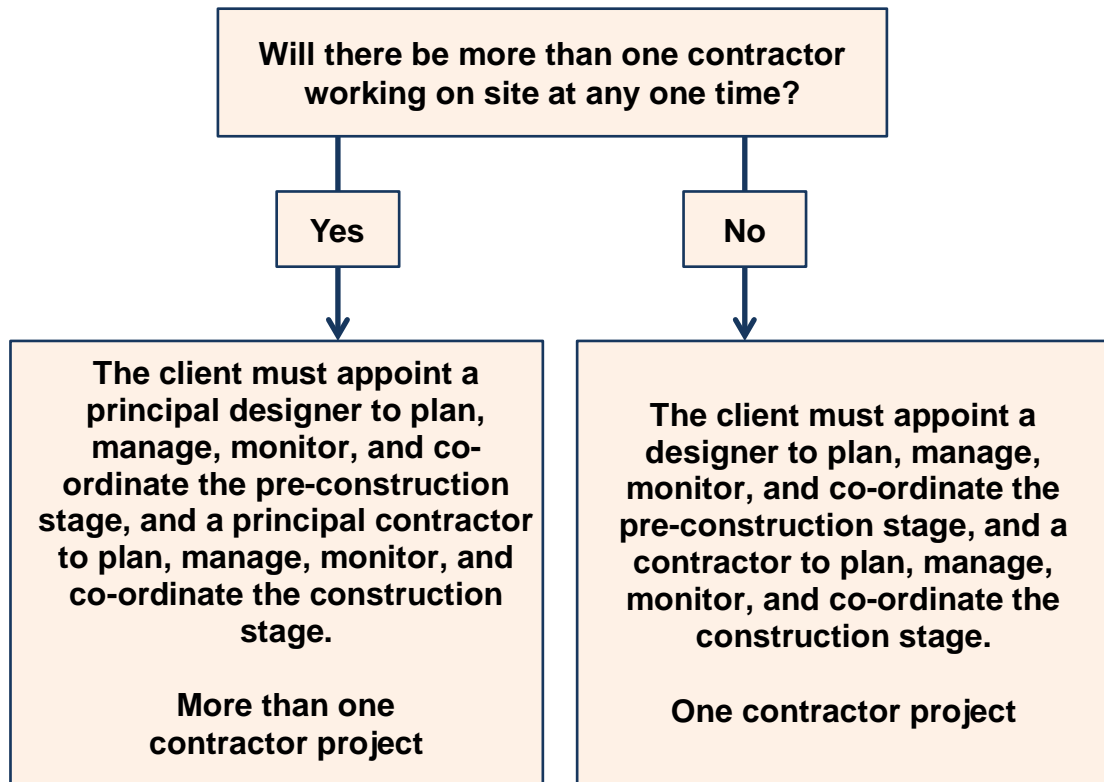 Will there be more than one contractor
working on site at any one time?
Yes
No
The client must appoint a
principal designer to plan,
manage, monitor, and co-
ordinate the pre-construction
stage, and a principal contractor
to plan, manage, monitor, and
co-ordinate the construction
stage.
More than one
contractor project
The client must appoint a
designer to plan, manage,
monitor, and co-ordinate the
pre-construction stage, and a
contractor to plan, manage,
monitor, and co-ordinate the
construction stage.
One contractor project